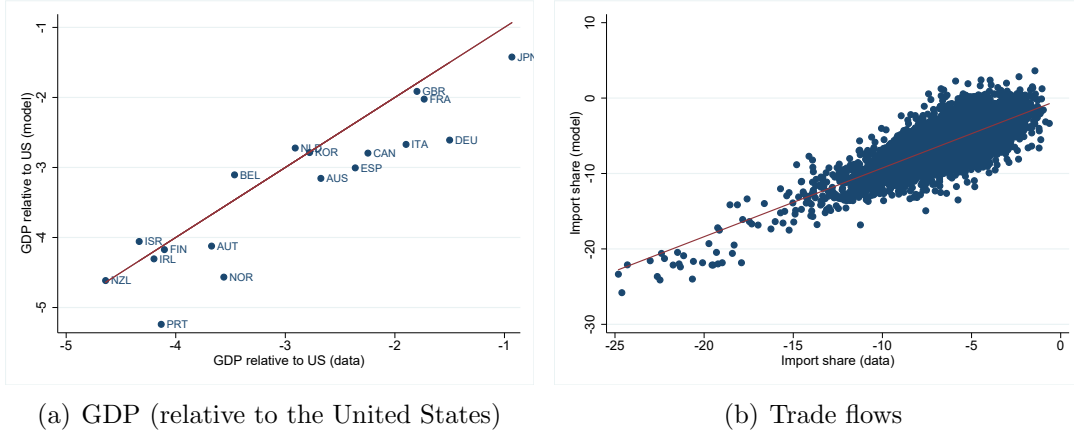 GDP relative to US (model)
-1
-2
-3
-4
-5
JPN
GBR
FRA
DEU
ITA
NLD
KOR
CAN
ESP
AUS
BEL
ISR
FIN
IRL
AUT
NOR
NZL
PRT
-5 -4 -3 -2 -1
GDP relative to US (data)
(a) GDP (relative to the United States)
Import share (model)
10
0
-10
-20
-30
-25 -20 -15 -10 -5 0
Import share (data)
(b) Trade flows